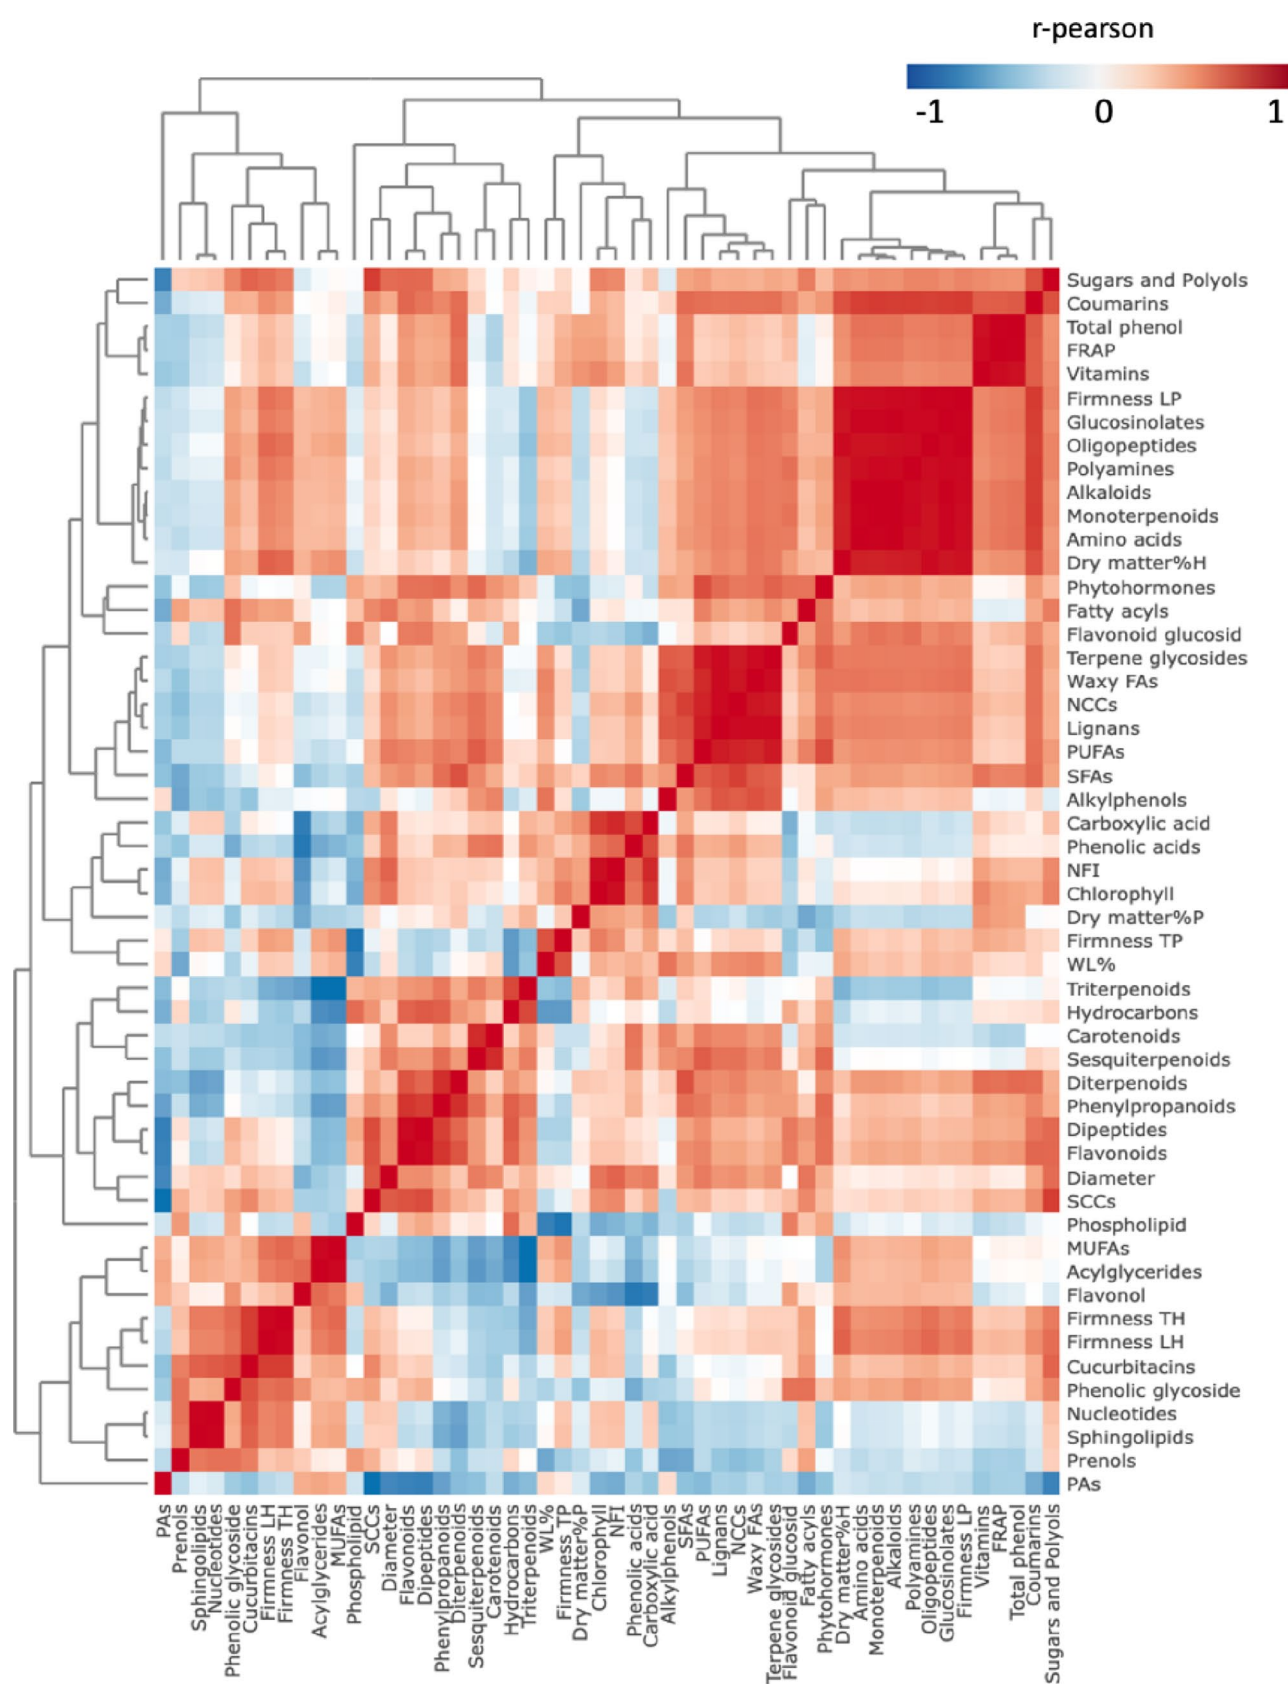 r-pearson
-1
0
1
Sugars and Polyols
Coumarins
Total phenol
FRAP
Vitamins
Firmness LP
Glucosinolates
Oligopeptides
Polyamines
Alkaloids
Monoterpenoids
Amino acids
Dry matter%H
Phytohormones
Fatty acyls
Flavonoid glucosid
Terpene glycosides
Waxy FAs
NCCs
Lignans
PUFAs
SFAs
Alkylphenols
Carboxylic acid
Phenolic acids
NFI
Chlorophyll
Dry matter%P
Firmness TP
WL%
Triterpenoids
Hydrocarbons
Carotenoids
Sesquiterpenoids
Diterpenoids
Phenylpropanoids
Dipeptides
Flavonoids
Diameter
SCCs
Phospholipid
MUFAs
Acylglycerides
Flavonol
Firmness TH
Firmness LH
Cucurbitacins
Phenolic glycoside
Nucleotides
Sphingolipids
Prenols
PAs
PAs
Prenols
Sphingolipids
Nucleotides
Phenolic glycoside
Cucurbitacins
Firmness LH
Firmness TH
Flavonol
Acylglycerides
MUFAs
Phospholipid
SCCs
Diameter
Flavonoids
Dipeptides
Phenylpropanoids
Diterpenoids
Sesquiterpenoids
Carotenoids
Hydrocarbons
Triterpenoids
WL%
Firmness TP
Dry matter%P
Chlorophyll
NFI
Phenolic acids
Carboxylic acid
Alkylphenols
SFAs
PUFAs
Lignans
NCCs
Waxy FAs
Terpene glycosides
Flavonoid glucosid
Fatty acyls
Phytohormones
Dry matter%H
Amino acids
Monoterpenoids
Alkaloids
Polyamines
Oligopeptides
Glucosinolates
Firmness LP
Vitamins
FRAP
Total phenol
Coumarins
Sugars and Polyols